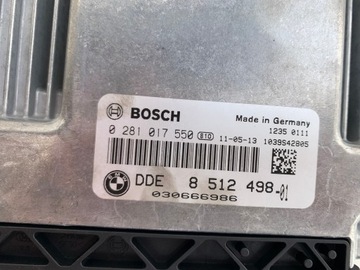 BOSCH
Made in Germany
0 281 017 550 B10 11-05-13
1235 0111
1039S42805
DDE 8 512 498-01
030666986